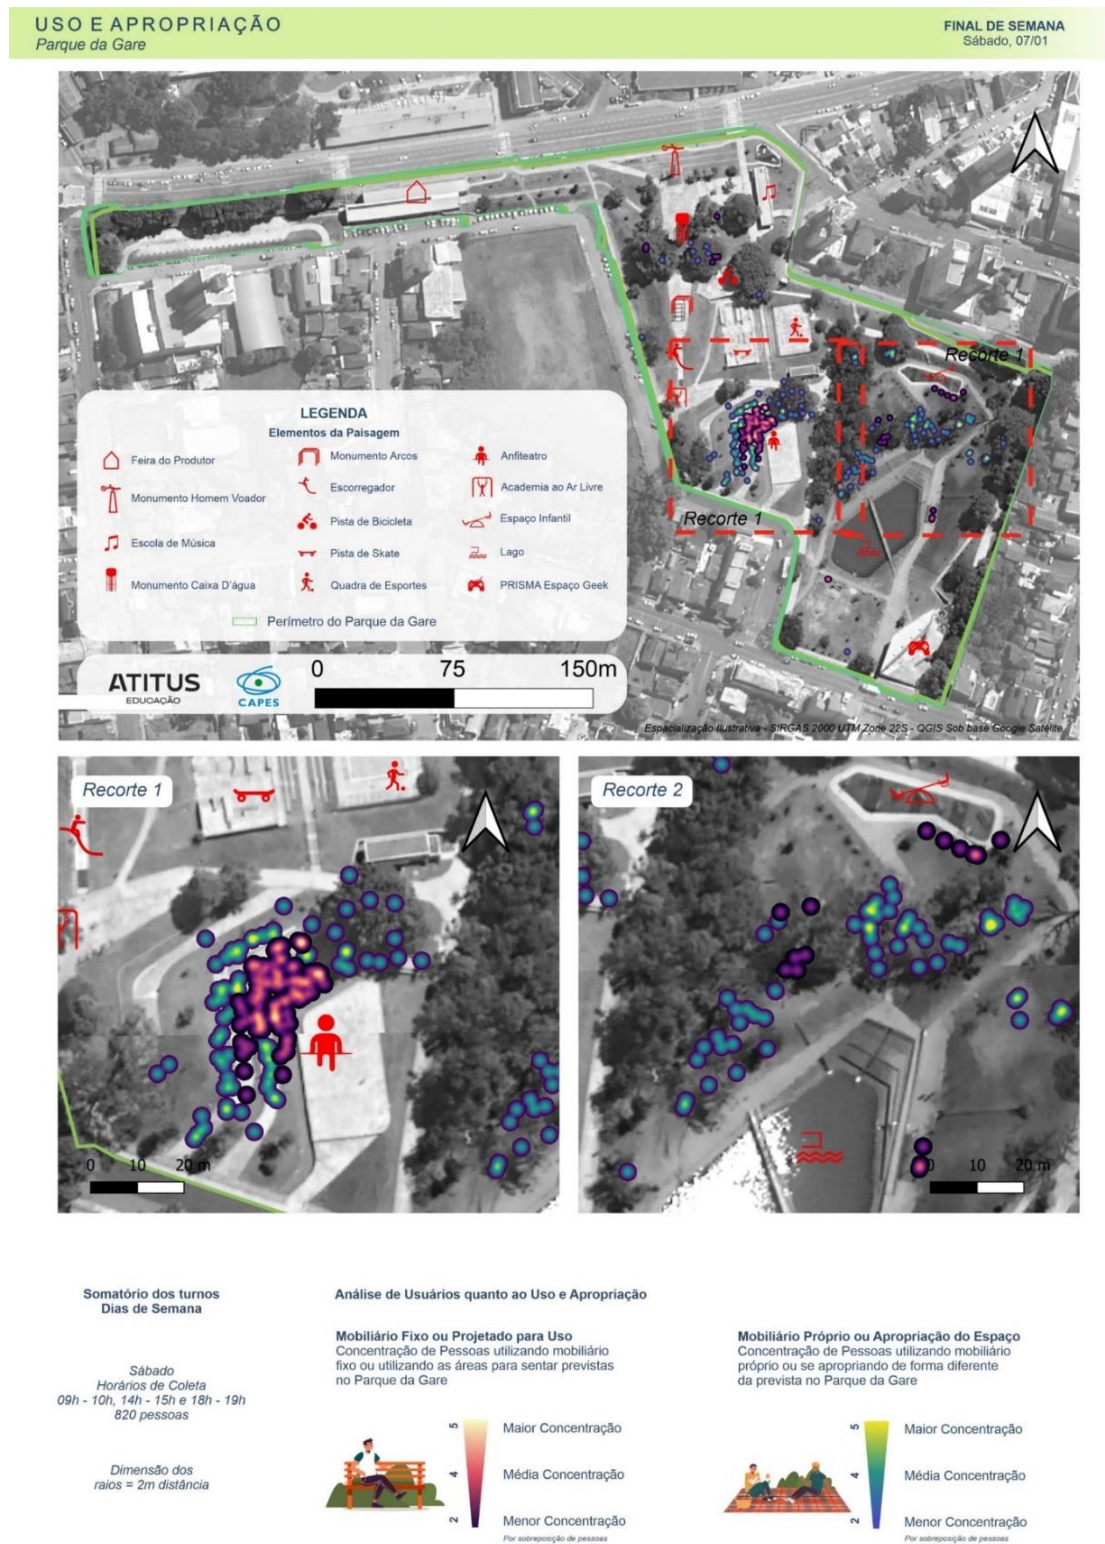 USO E APROPRIAÇÃO
Parque da Gare
FINAL DE SEMANA
Sábado, 07/01
Recorte 1
Recorte 1
LEGENDA
Elementos da Paisagem
Feira do Produtor
Monumento Homem Voador
Escola de Música
Monumento Caixa D'água
Monumento Arcos
Escorregador
Pista de Bicicleta
Pista de Skate
Quadra de Esportes
Anfiteatro
Academia ao Ar Livre
Espaço Infantil
Lago
PRISMA Espaço Geek
Perímetro do Parque da Gare
ATITUS
EDUCAÇÃO
CAPES
0 75 150m
Espacialização Ilustrativa - SIRGAS 2000 UTM Zone 22S - QGIS Sob base Google Satélite
Recorte 1
0 10 20 m
Recorte 2
0 10 20 m
Somatório dos turnos
Dias de Semana
Sábado
Horários de Coleta
09h - 10h, 14h - 15h e 18h - 19h
820 pessoas
Dimensão dos
raios = 2m distância
Análise de Usuários quanto ao Uso e Apropriação
Mobiliário Fixo ou Projetado para Uso
Concentração de Pessoas utilizando mobiliário
fixo ou utilizando as áreas para sentar previstas
no Parque da Gare
5
4
2
Maior Concentração
Média Concentração
Menor Concentração
Por sobreposição de pessoas
Mobiliário Próprio ou Apropriação do Espaço
Concentração de Pessoas utilizando mobiliário
próprio ou se apropriando de forma diferente
da prevista no Parque da Gare
5
4
2
Maior Concentração
Média Concentração
Menor Concentração
Por sobreposição de pessoas